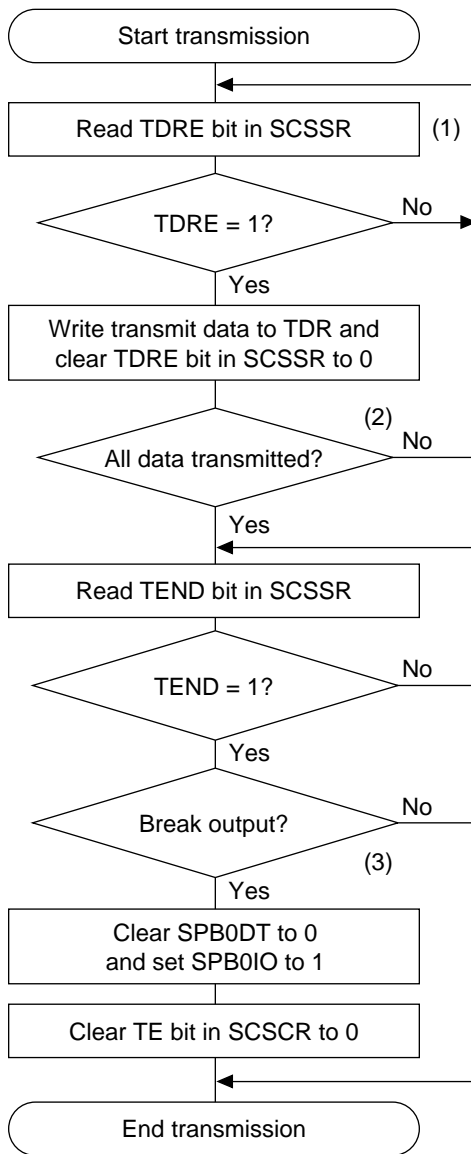 Start transmission
Read TDRE bit in SCSSR
(1)
TDRE = 1?
No
Yes
Write transmit data to TDR and
clear TDRE bit in SCSSR to 0
(2)
All data transmitted?
No
Yes
Read TEND bit in SCSSR
TEND = 1?
No
Yes
Break output?
No
(3)
Yes
Clear SPB0DT to 0
and set SPB0IO to 1
Clear TE bit in SCSCR to 0
End transmission